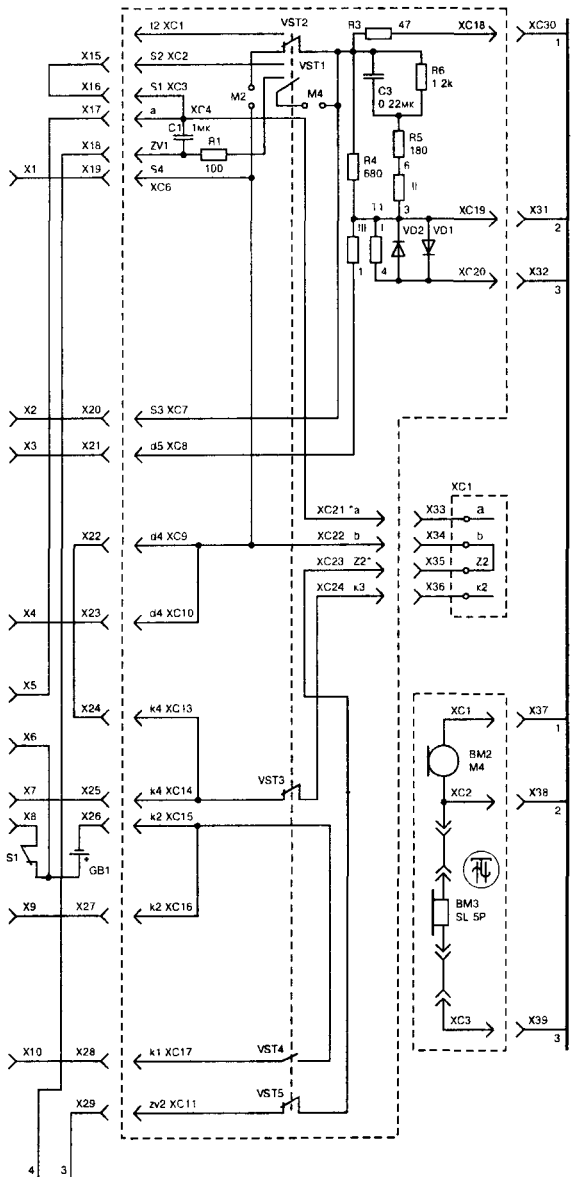 t2 XC1 VST2 R3 47 XC18 XC30
1
X15 S2 XC2 VST1
X16 S1 XC3 M2 M4 C3 0 22мк R6 1 2k
X17 a XC4
C1 1мк R5 180
X18 ZV1 R1 100 R4 680 6
X1 X19 S4 II
XC6
T1 3 XC19 X31
2
III I VD2 VD1
1 4 XC20 X32
3
X2 X20 S3 XC7
X3 X21 d5 XC8
XC1
XC21 "a X33 a
X22 d4 XC9 XC22 b X34 b
XC23 Z2" X35 Z2
XC24 к3 X36 к2
X4 X23 d4 XC10
X5
X24 k4 XC13 XC1 X37
1
X6 BM2
M4
X7 X25 k4 XC14 VST3 XC2 X38
2
X8 X26 k2 XC15
S1 GB1
BM3
SL 5P
X9 X27 k2 XC16
XC3 X39
3
X10 X28 k1 XC17 VST4
X29 zv2 XC11 VST5
4 3